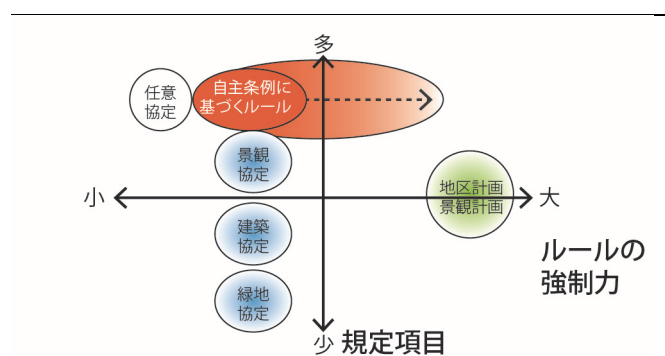 多
任意
協定
自主条例に
基づくルール
景観
協定
小
地区計画
景観計画
大
建築
協定
ルールの
強制力
緑地
協定
少
規定項目